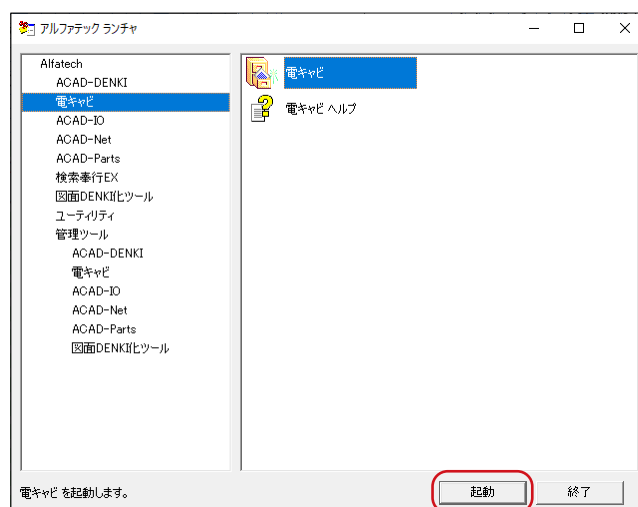 アルファテック ランチャ
Alfatech
ACAD-DENKI
電キャビ
ACAD-IO
ACAD-Net
ACAD-Parts
検索奉行EX
図面DENKI化ツール
ユーティリティ
管理ツール
ACAD-DENKI
電キャビ
ACAD-IO
ACAD-Net
ACAD-Parts
図面DENKI化ツール
電キャビ
電キャビ ヘルプ
電キャビ を起動します。
起動
終了